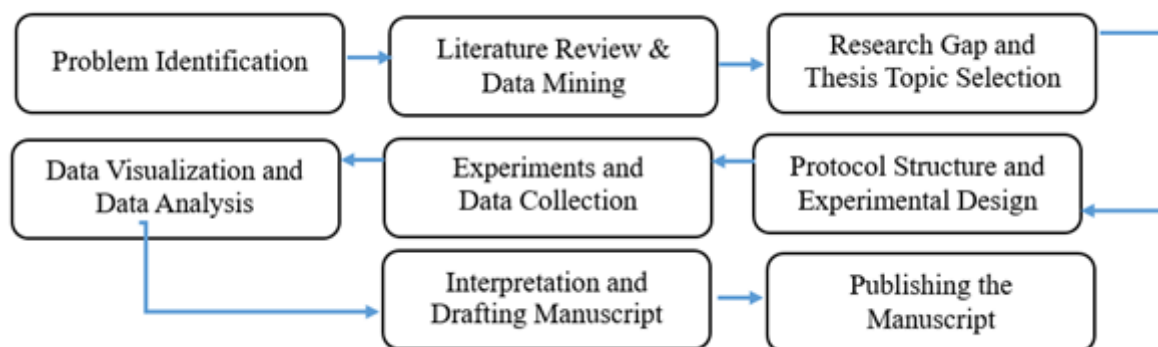 Problem Identification
Literature Review &
Data Mining
Research Gap and
Thesis Topic Selection
Protocol Structure and
Experimental Design
Experiments and
Data Collection
Data Visualization and
Data Analysis
Interpretation and
Drafting Manuscript
Publishing the
Manuscript